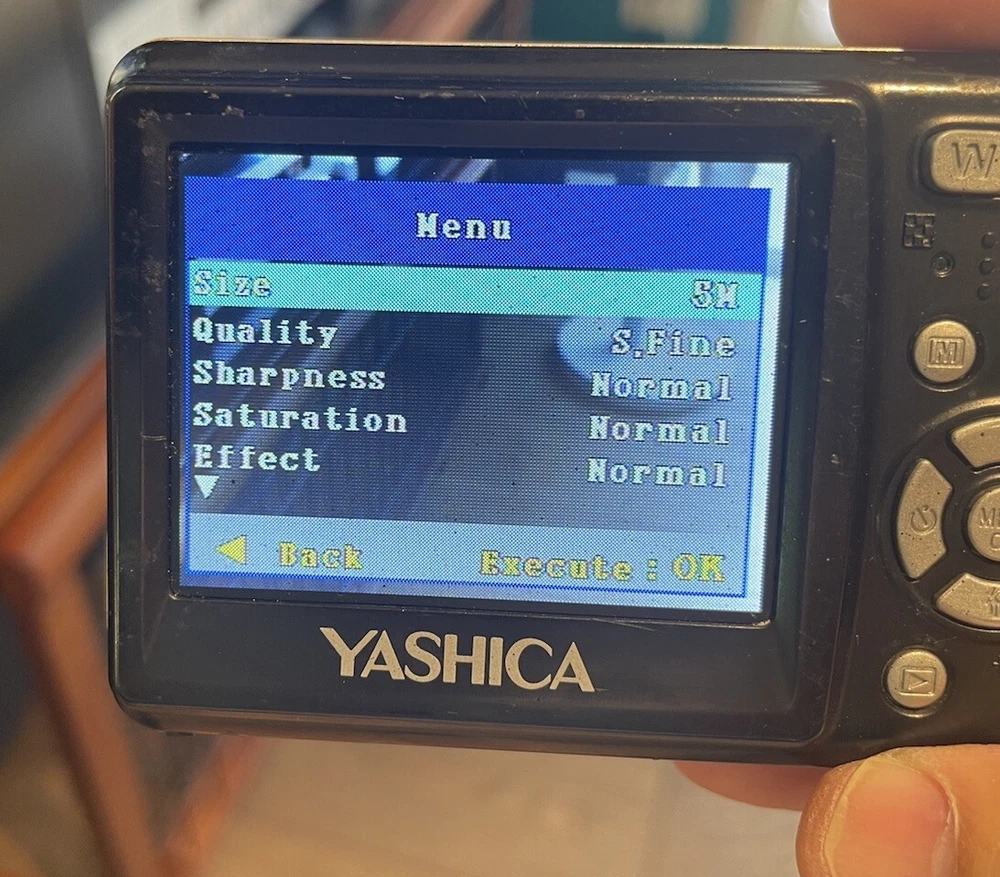 Menu
Size 5M
Quality S.Fine
Sharpness Normal
Saturation Normal
Effect Normal
Back Execute : OK
YASHICA
W
M